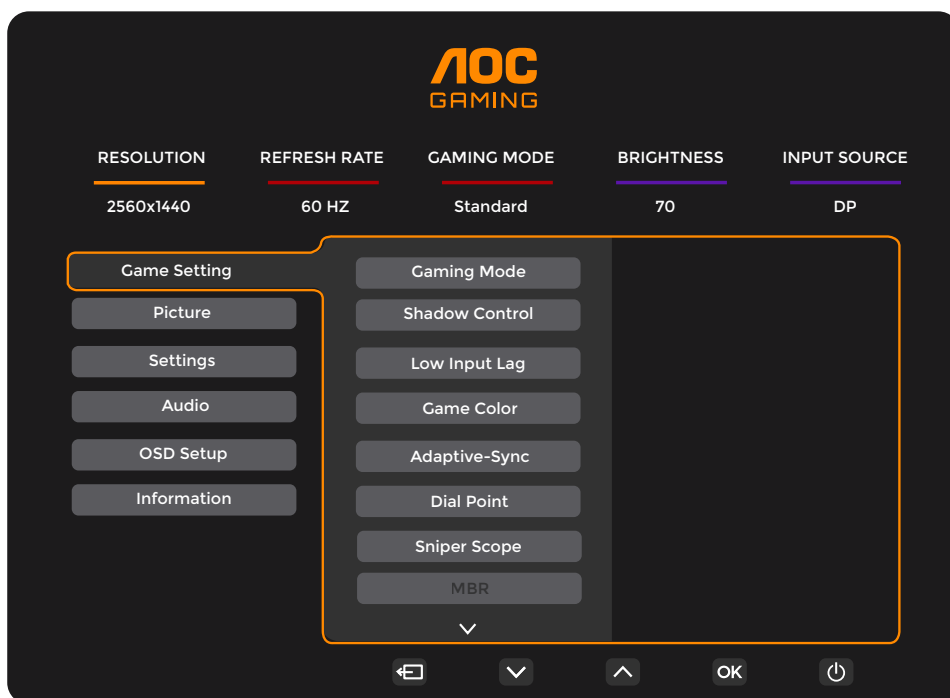 AOC
GAMING
RESOLUTION REFRESH RATE GAMING MODE BRIGHTNESS INPUT SOURCE
2560x1440 60 HZ Standard 70 DP
Game Setting
Picture
Settings
Audio
OSD Setup
Information
Gaming Mode
Shadow Control
Low Input Lag
Game Color
Adaptive-Sync
Dial Point
Sniper Scope
MBR
OK